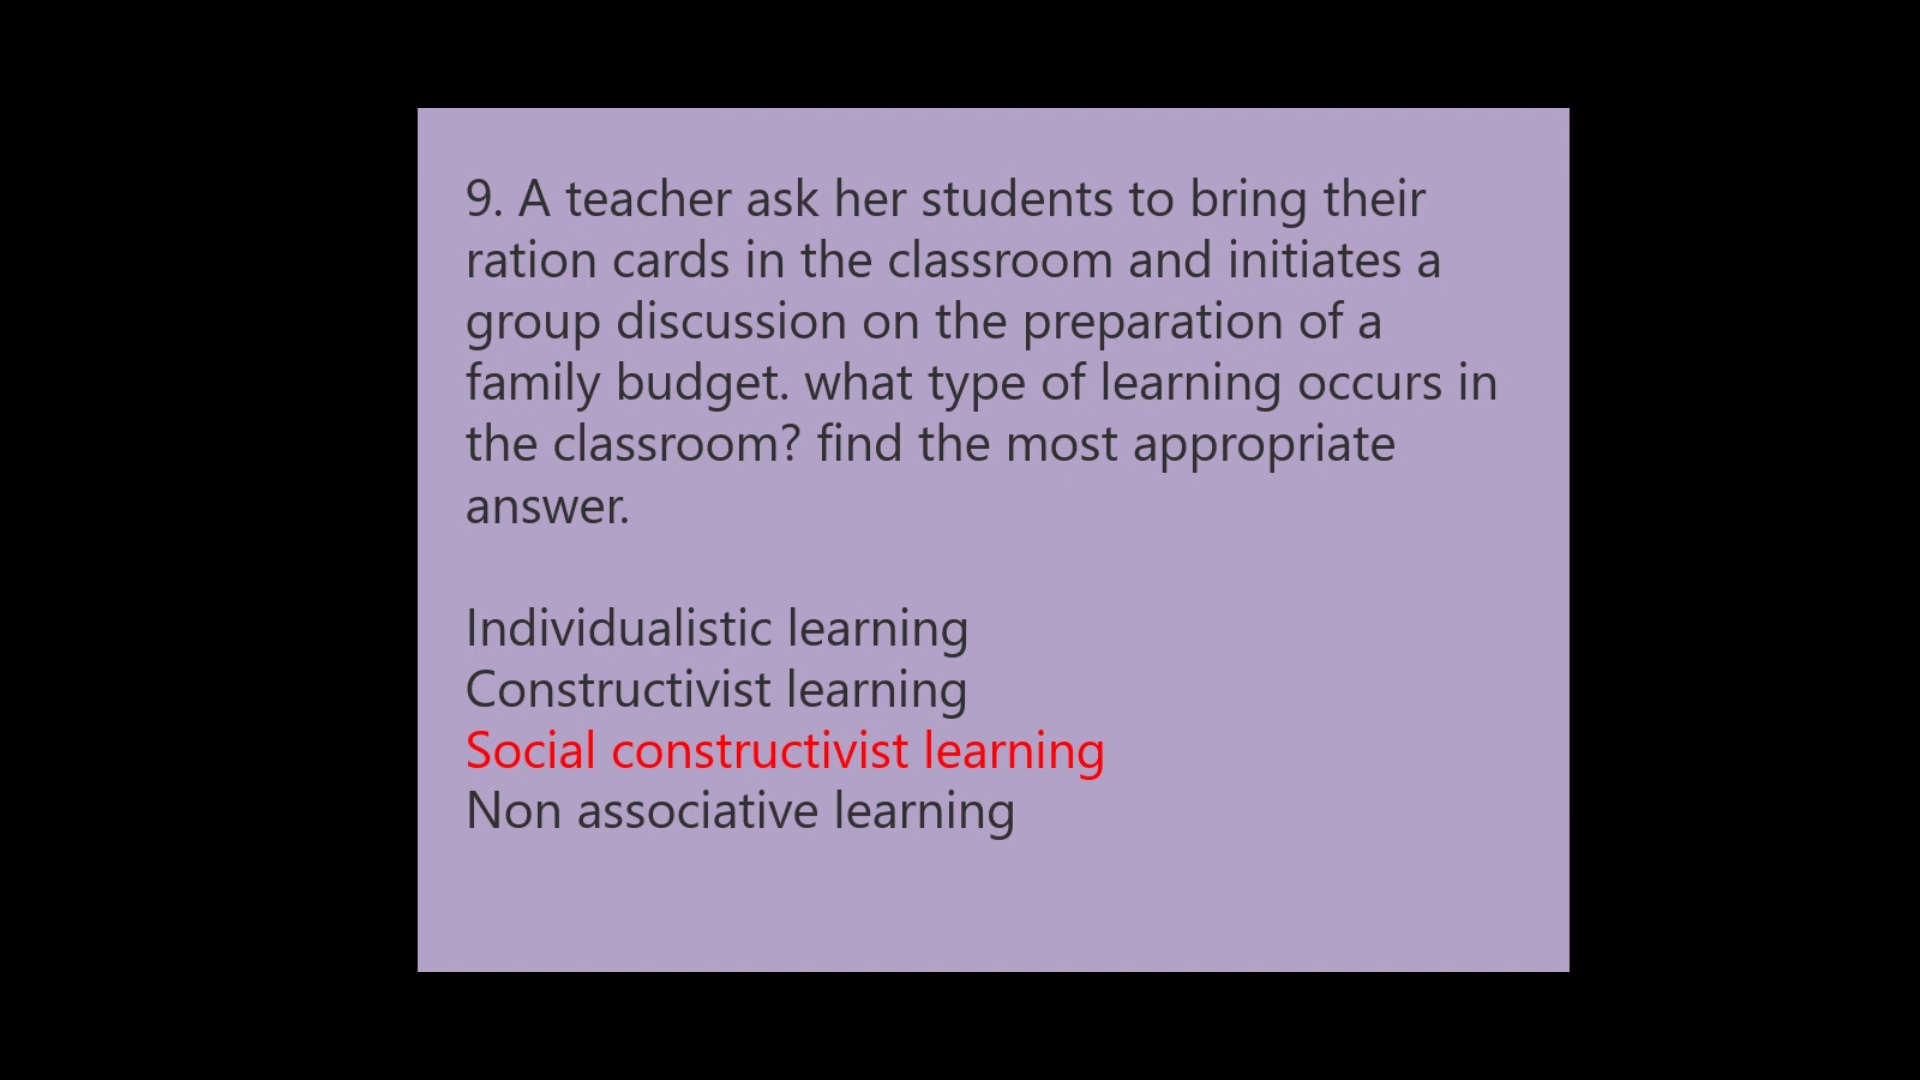 9. A teacher ask her students to bring their
ration cards in the classroom and initiates a
group discussion on the preparation of a
family budget. what type of learning occurs in
the classroom? find the most appropriate
answer.
Individualistic learning
Constructivist learning
Social constructivist learning
Non associative learning